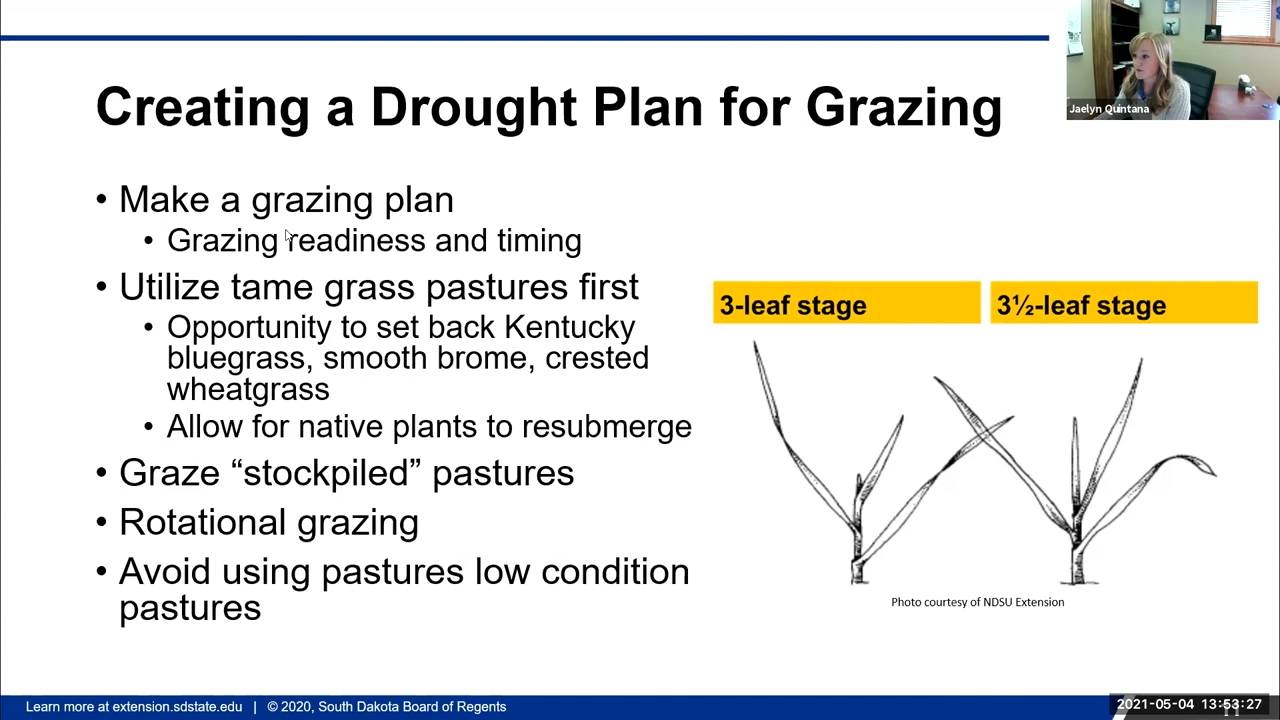 Creating a Drought Plan for Grazing
Jaelyn Quintana
• Make a grazing plan
• Grazing readiness and timing
• Utilize tame grass pastures first
• Opportunity to set back Kentucky
bluegrass, smooth brome, crested
wheatgrass
• Allow for native plants to resubmerge
• Graze “stockpiled” pastures
• Rotational grazing
• Avoid using pastures low condition
pastures
3-leaf stage
3½-leaf stage
Photo courtesy of NDSU Extension
Learn more at extension.sdstate.edu | © 2020, South Dakota Board of Regents
2021-05-04 13:53:27